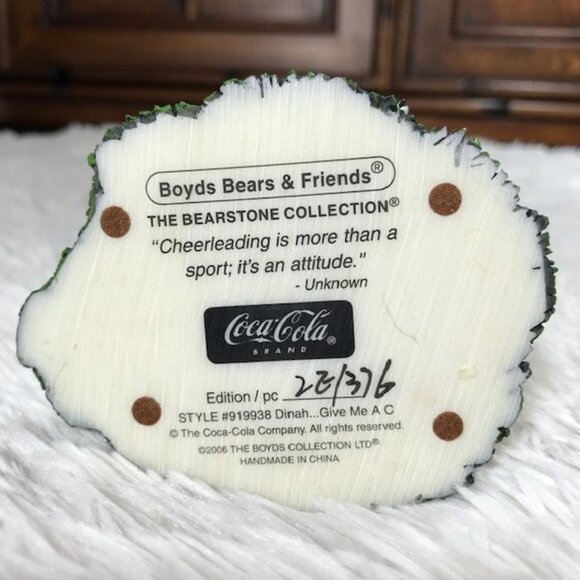 Boyds Bears & Friends®
THE BEARSTONE COLLECTION®
"Cheerleading is more than a
sport; it's an attitude."
- Unknown
Coca-Cola®
BRAND
Edition / pc 2E/376
STYLE #919938 Dinah...Give Me A C
© The Coca-Cola Company. All rights reserved.
©2006 THE BOYDS COLLECTION LTD®
HANDMADE IN CHINA